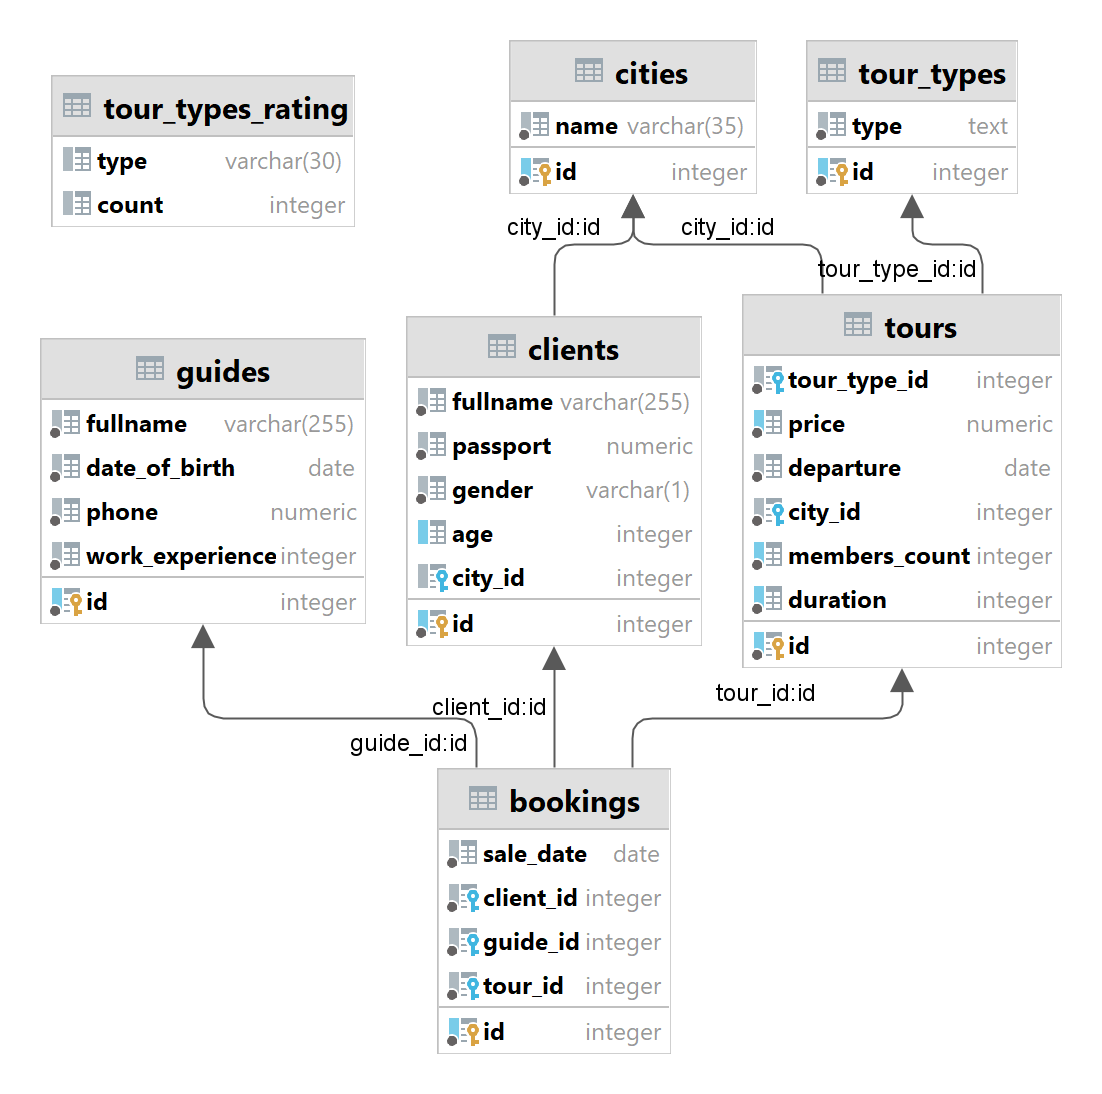 tour_types_rating
type varchar(30)
count integer
cities
name varchar(35)
id integer
tour_types
type text
id integer
city_id:id
city_id:id
tour_type_id:id
guides
fullname varchar(255)
date_of_birth date
phone numeric
work_experience integer
id integer
clients
fullname varchar(255)
passport numeric
gender varchar(1)
age integer
city_id integer
id integer
tours
tour_type_id integer
price numeric
departure date
city_id integer
members_count integer
duration integer
id integer
guide_id:id
client_id:id
tour_id:id
bookings
sale_date date
client_id integer
guide_id integer
tour_id integer
id integer